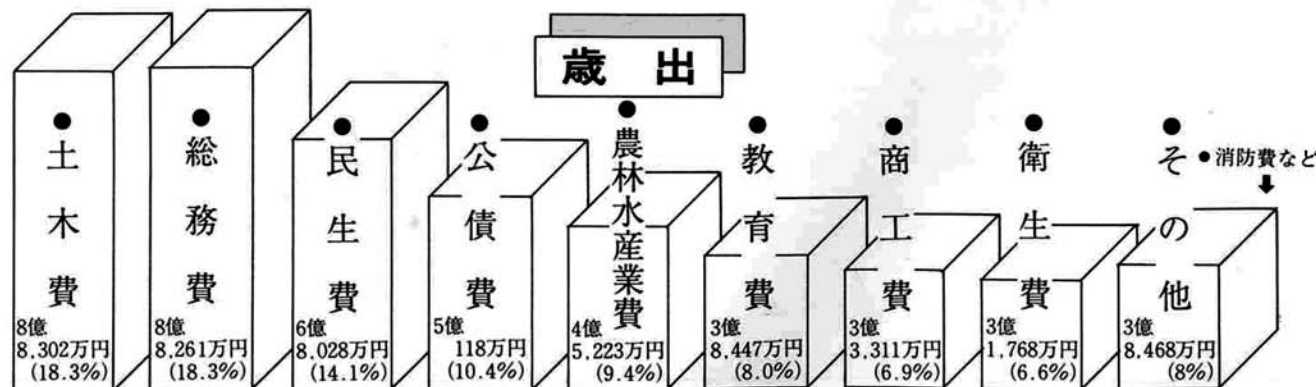 歳出
●土木費
8億
8,302万円
(18.3%)
●総務費
8億
8,261万円
(18.3%)
●民生費
6億
8,028万円
(14.1%)
●公債費
5億
118万円
(10.4%)
●農林水産業費
4億
5,223万円
(9.4%)
●教育費
3億
8,447万円
(8.0%)
●商工費
3億
3,311万円
(6.9%)
●衛生費
3億
1,768万円
(6.6%)
●その他
3億
8,468万円
(8%)
●消防費など